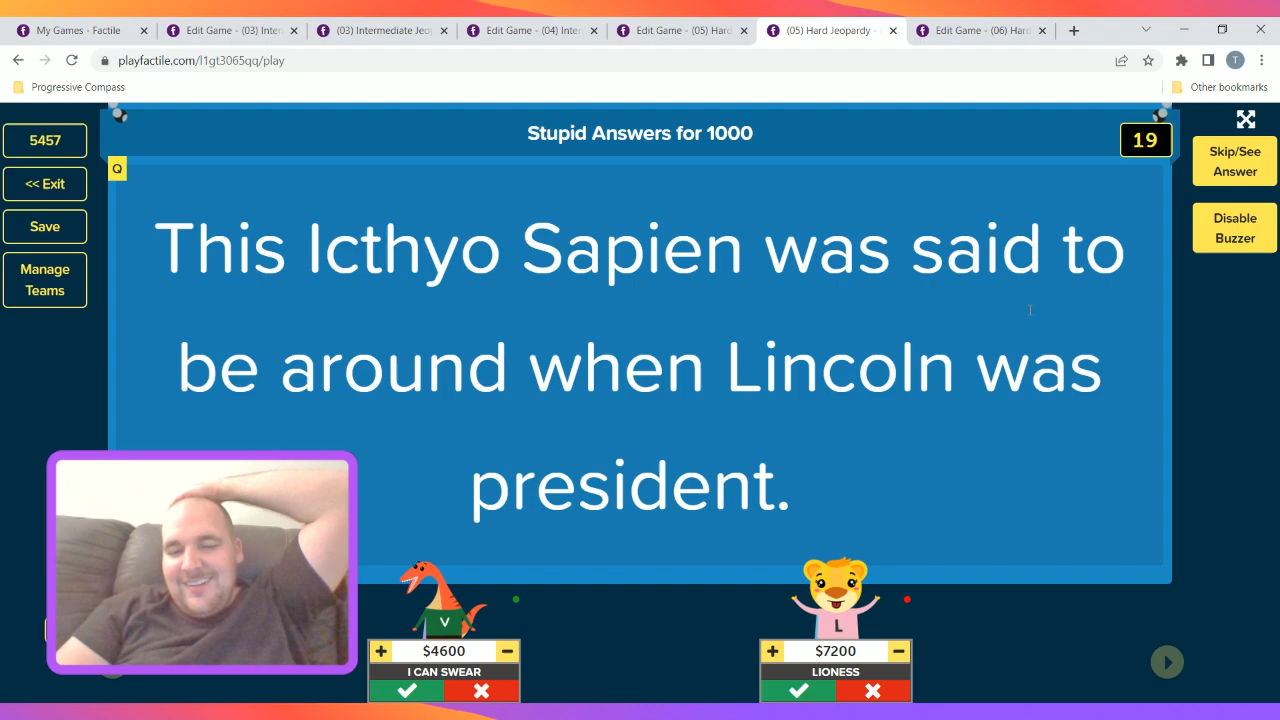 My Games - Factile
Edit Game - (03) Inter
(03) Intermediate Jeop
Edit Game - (04) Inter
Edit Game - (05) Hard
(05) Hard Jeopardy -
Edit Game - (06) Hard
playfactile.com/l1gt3065qq/play
T
Progressive Compass
Other bookmarks
5457
<< Exit
Save
Manage
Teams
Stupid Answers for 1000
19
Skip/See
Answer
Disable
Buzzer
Q
This Icthyo Sapien was said to
be around when Lincoln was
president.
V
L
+ $4600 −
+ $7200 −
I CAN SWEAR
LIONESS